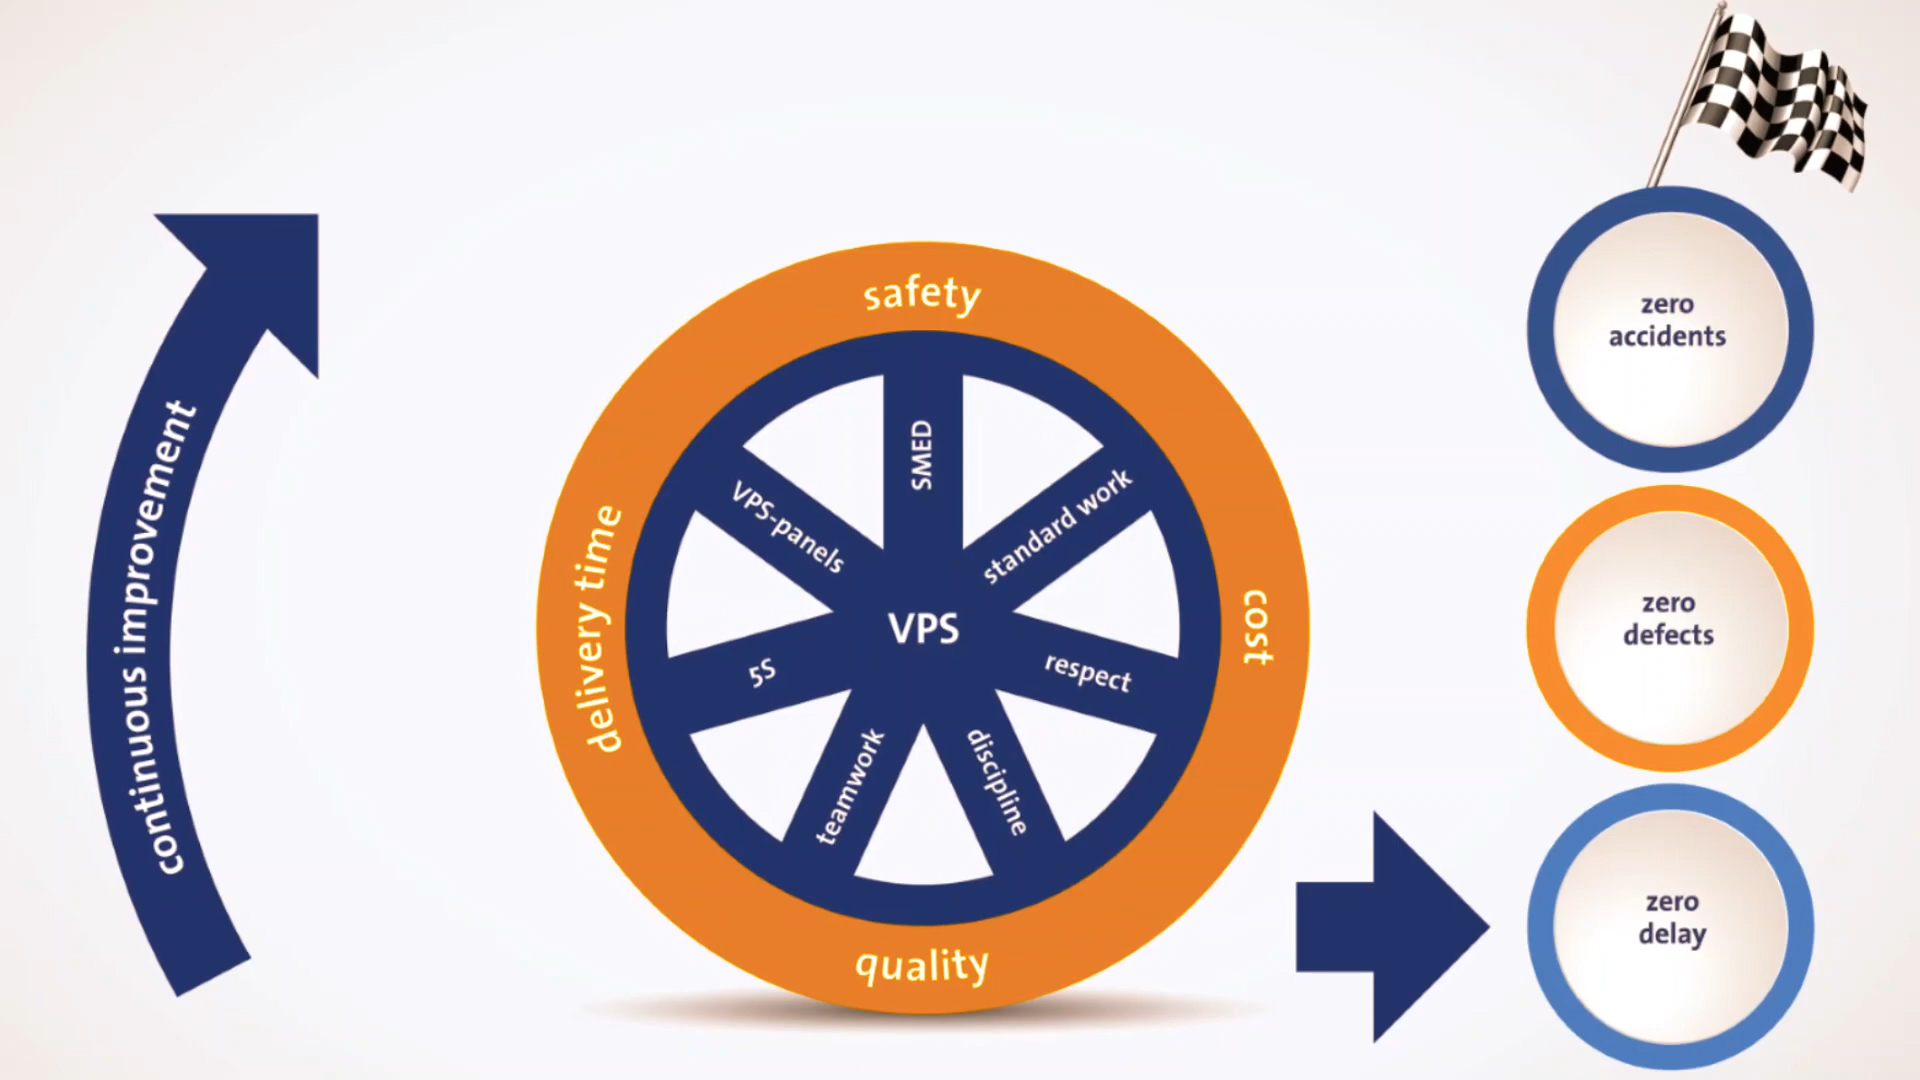 continuous improvement
safety
delivery time
cost
quality
SMED
VPS-panels
standard work
VPS
5S
respect
teamwork
discipline
zero
accidents
zero
defects
zero
delay